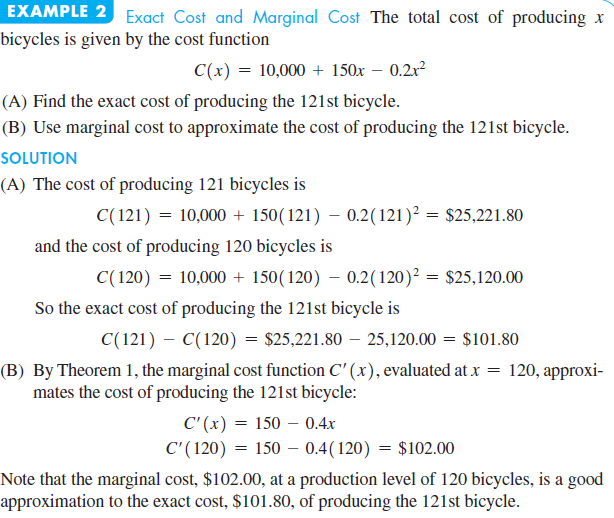 EXAMPLE 2 Exact Cost and Marginal Cost The total cost of producing x
bicycles is given by the cost function
C(x) = 10,000 + 150x − 0.2x²
(A) Find the exact cost of producing the 121st bicycle.
(B) Use marginal cost to approximate the cost of producing the 121st bicycle.
SOLUTION
(A) The cost of producing 121 bicycles is
C(121) = 10,000 + 150(121) − 0.2(121)² = $25,221.80
and the cost of producing 120 bicycles is
C(120) = 10,000 + 150(120) − 0.2(120)² = $25,120.00
So the exact cost of producing the 121st bicycle is
C(121) − C(120) = $25,221.80 − 25,120.00 = $101.80
(B) By Theorem 1, the marginal cost function C′(x), evaluated at x = 120, approxi-
mates the cost of producing the 121st bicycle:
C′(x) = 150 − 0.4x
C′(120) = 150 − 0.4(120) = $102.00
Note that the marginal cost, $102.00, at a production level of 120 bicycles, is a good
approximation to the exact cost, $101.80, of producing the 121st bicycle.